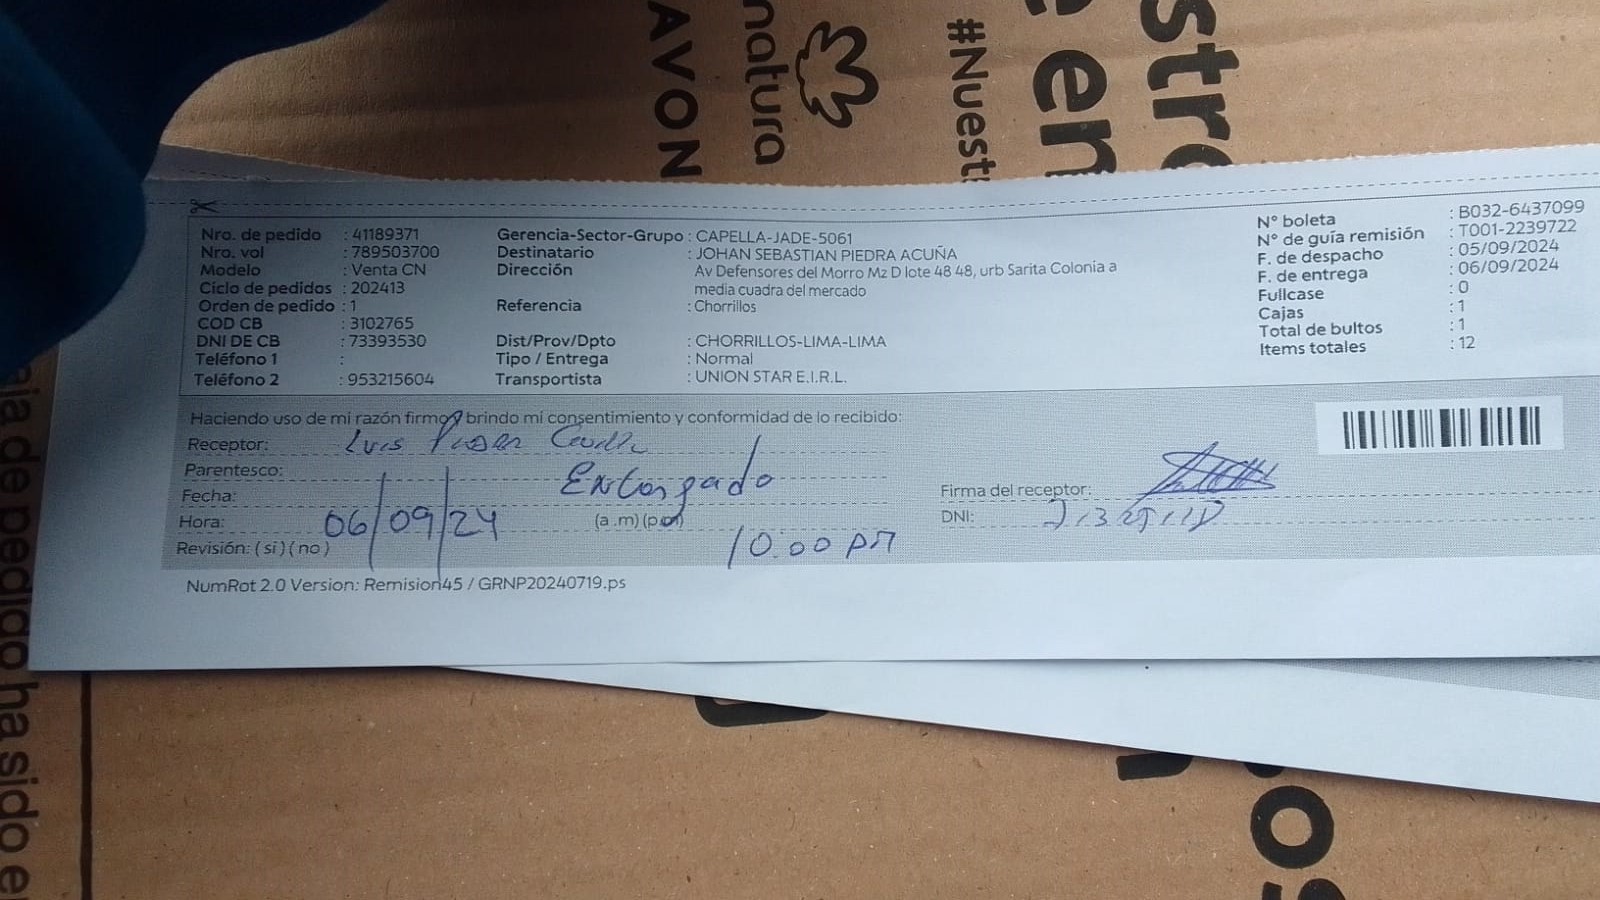 AVON
natura
#Nuest
e en
stro
✂
Nro. de pedido : 41189371
Nro. vol : 789503700
Modelo : Venta CN
Ciclo de pedidos : 202413
Orden de pedido : 1
COD CB : 3102765
DNI DE CB : 73393530
Teléfono 1 :
Teléfono 2 : 953215604
Gerencia-Sector-Grupo : CAPELLA-JADE-5061
Destinatario : JOHAN SEBASTIAN PIEDRA ACUÑA
Dirección Av Defensores del Morro Mz D lote 48 48, urb Sarita Colonia a
media cuadra del mercado
Referencia : Chorrillos
Dist/Prov/Dpto : CHORRILLOS-LIMA-LIMA
Tipo / Entrega : Normal
Transportista : UNION STAR E.I.R.L.
N° boleta : B032-6437099
N° de guía remisión : T001-2239722
F. de despacho : 05/09/2024
F. de entrega : 06/09/2024
Fullcase : 0
Cajas : 1
Total de bultos : 1
Items totales : 12
Haciendo uso de mi razón firmo y brindo mi consentimiento y conformidad de lo recibido:
Receptor: Luis
Parentesco: Encargado
Fecha: 06/09/24
Hora: (a .m) (p.m) 10:00 pm
Revisión: ( si ) ( no )
Firma del receptor:
DNI:
NumRot 2.0 Version: Remision45 / GRNP20240719.ps
aja de pedido ha sido e
os